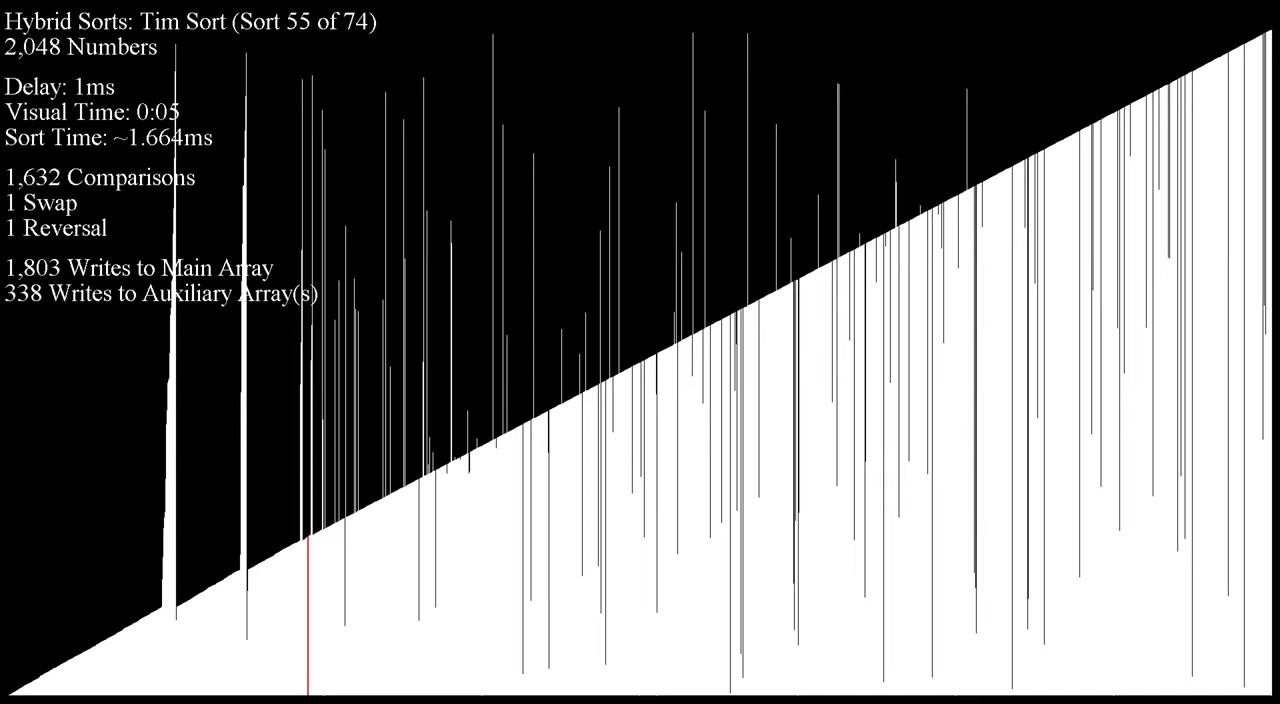 Hybrid Sorts: Tim Sort (Sort 55 of 74)
2,048 Numbers
Delay: 1ms
Visual Time: 0:05
Sort Time: ~1.664ms
1,632 Comparisons
1 Swap
1 Reversal
1,803 Writes to Main Array
338 Writes to Auxiliary Array(s)